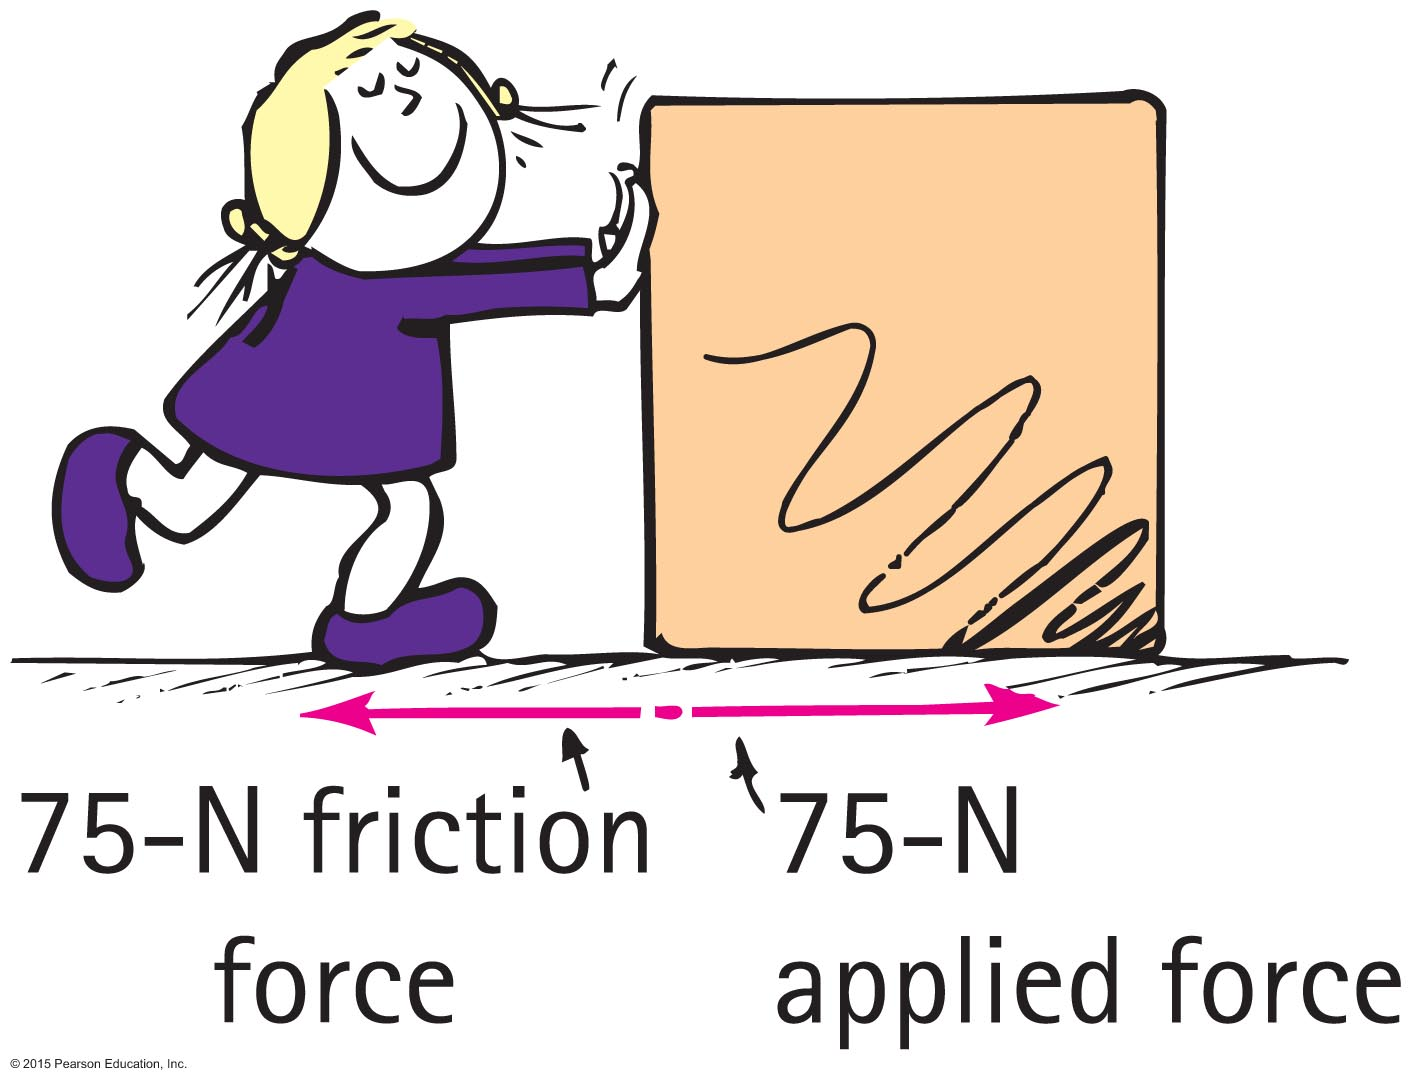 75-N friction
force
75-N
applied force
© 2015 Pearson Education, Inc.